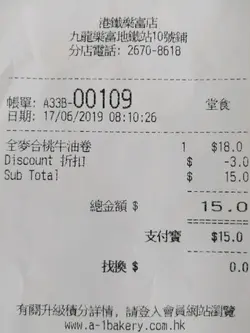 港鐵樂富店
九龍樂富地鐵站10號鋪
分店電話: 2670-8618
帳單: A33B-00109 堂食
日期: 17/06/2019 08:10:26
全麥合桃牛油卷 1 $18.0
Discount 折扣 $ -3.0
Sub Total $ 15.0
總金額 $ 15.0
支付寶 $15.0
找換 $ 0.0
有關升級積分詳情, 請登入會員網站瀏覽
www.a-1bakery.com.hk